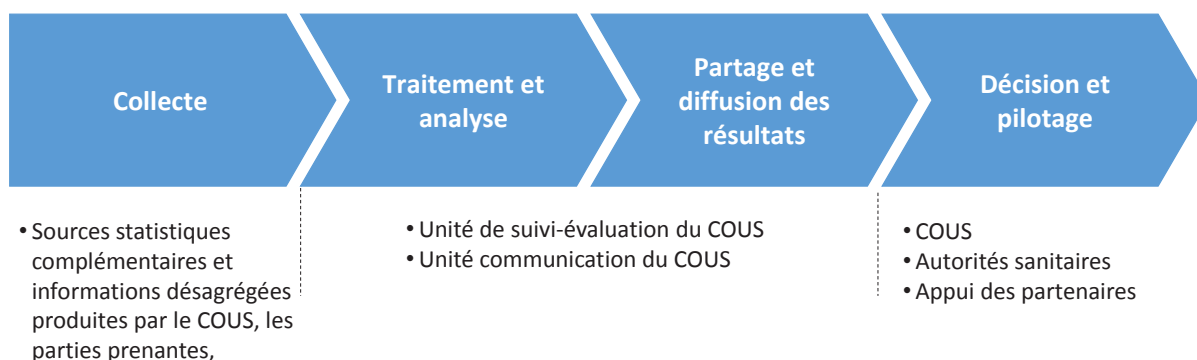 Collecte
Traitement et
analyse
Partage et
diffusion des
résultats
Décision et
pilotage
• Sources statistiques
complémentaires et
informations désagrégées
produites par le COUS, les
parties prenantes,
• Unité de suivi-évaluation du COUS
• Unité communication du COUS
• COUS
• Autorités sanitaires
• Appui des partenaires